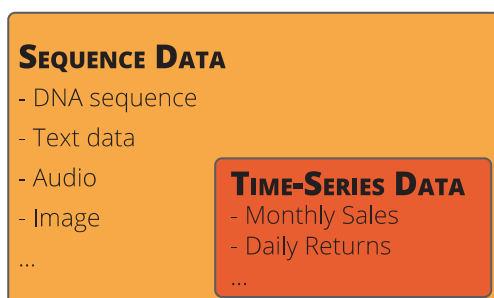 SEQUENCE DATA
- DNA sequence
- Text data
- Audio
- Image
...
TIME-SERIES DATA
- Monthly Sales
- Daily Returns
...